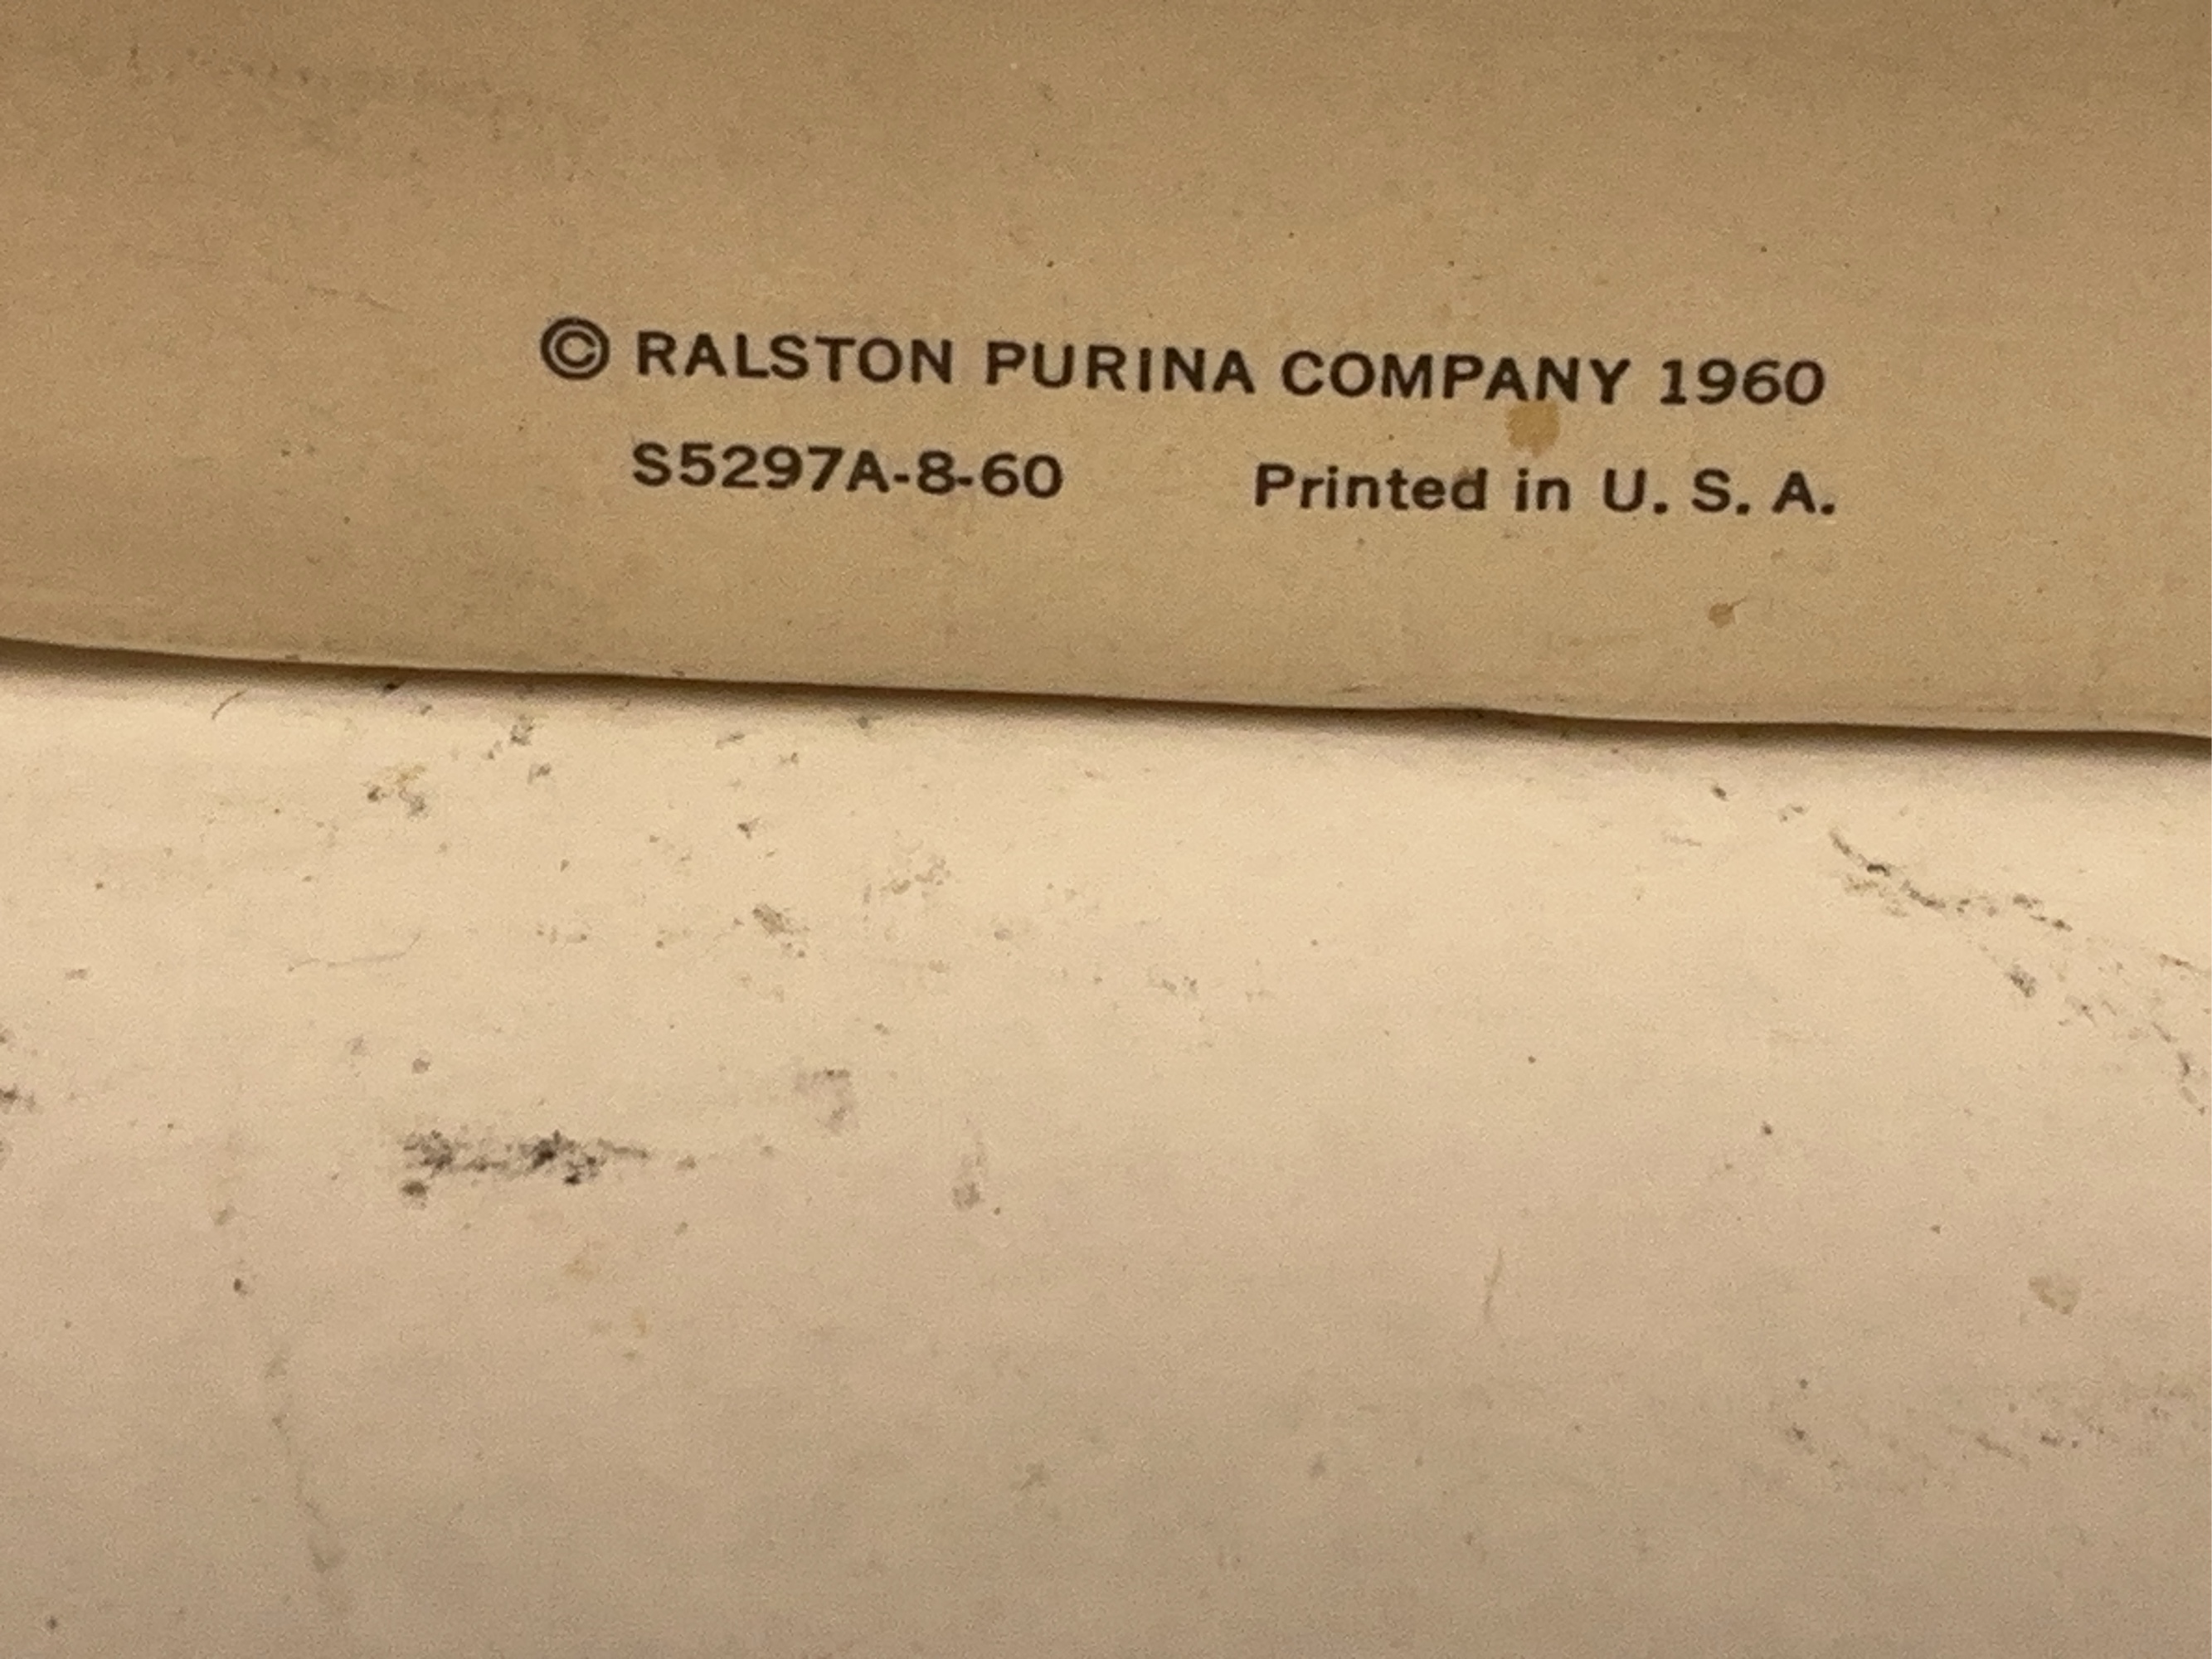 © RALSTON PURINA COMPANY 1960
S5297A-8-60 Printed in U. S. A.